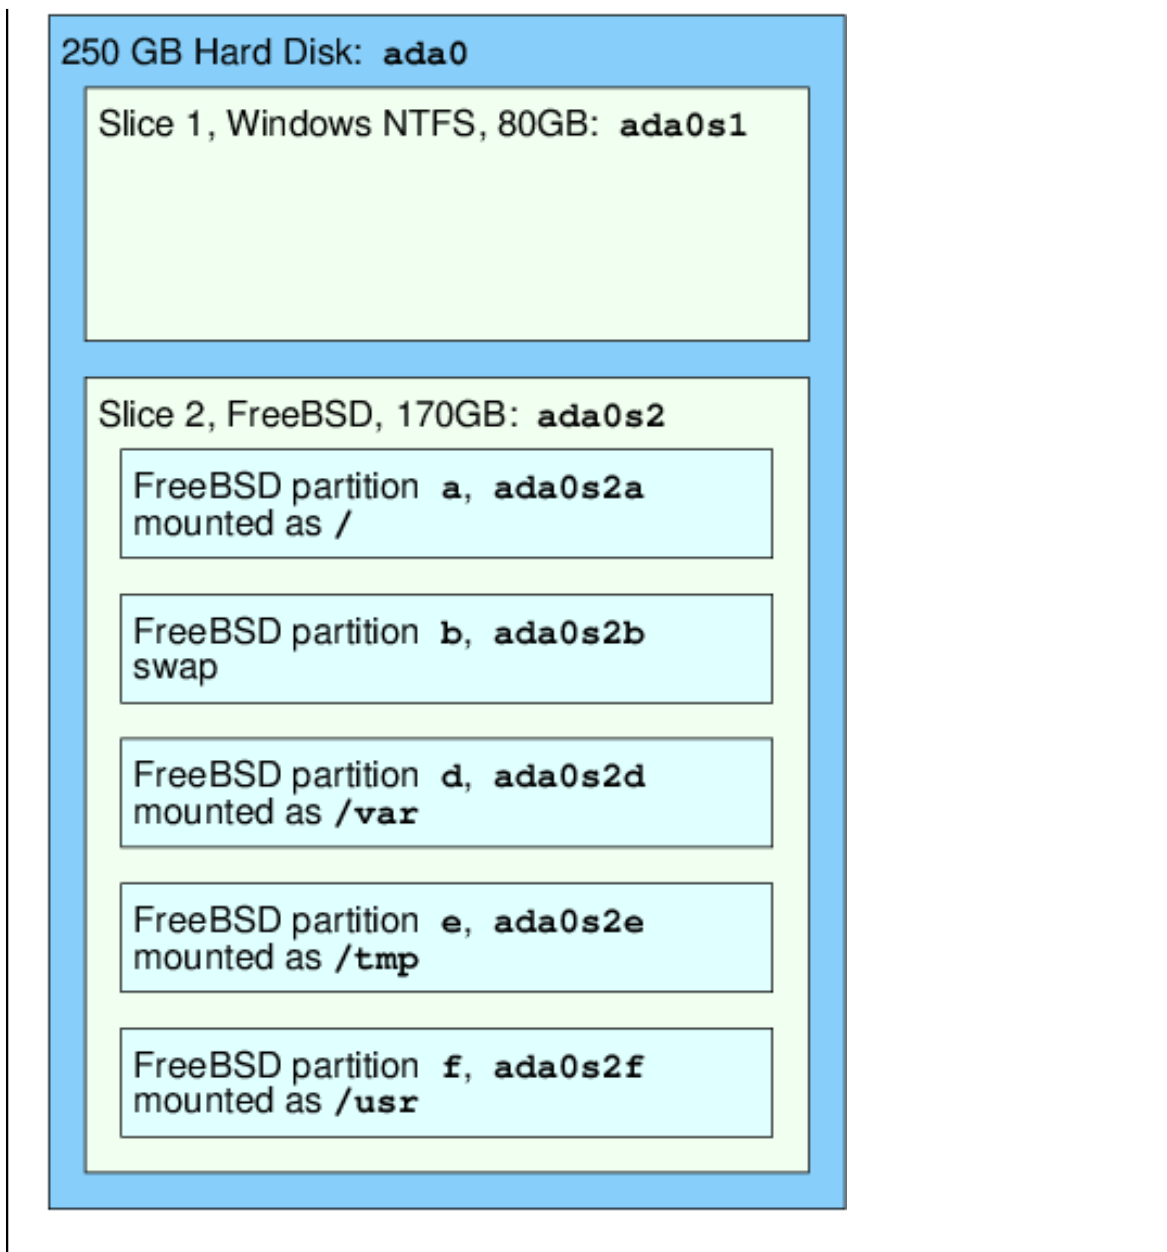 250 GB Hard Disk: ada0
Slice 1, Windows NTFS, 80GB: ada0s1
Slice 2, FreeBSD, 170GB: ada0s2
FreeBSD partition a, ada0s2a
mounted as /
FreeBSD partition b, ada0s2b
swap
FreeBSD partition d, ada0s2d
mounted as /var
FreeBSD partition e, ada0s2e
mounted as /tmp
FreeBSD partition f, ada0s2f
mounted as /usr